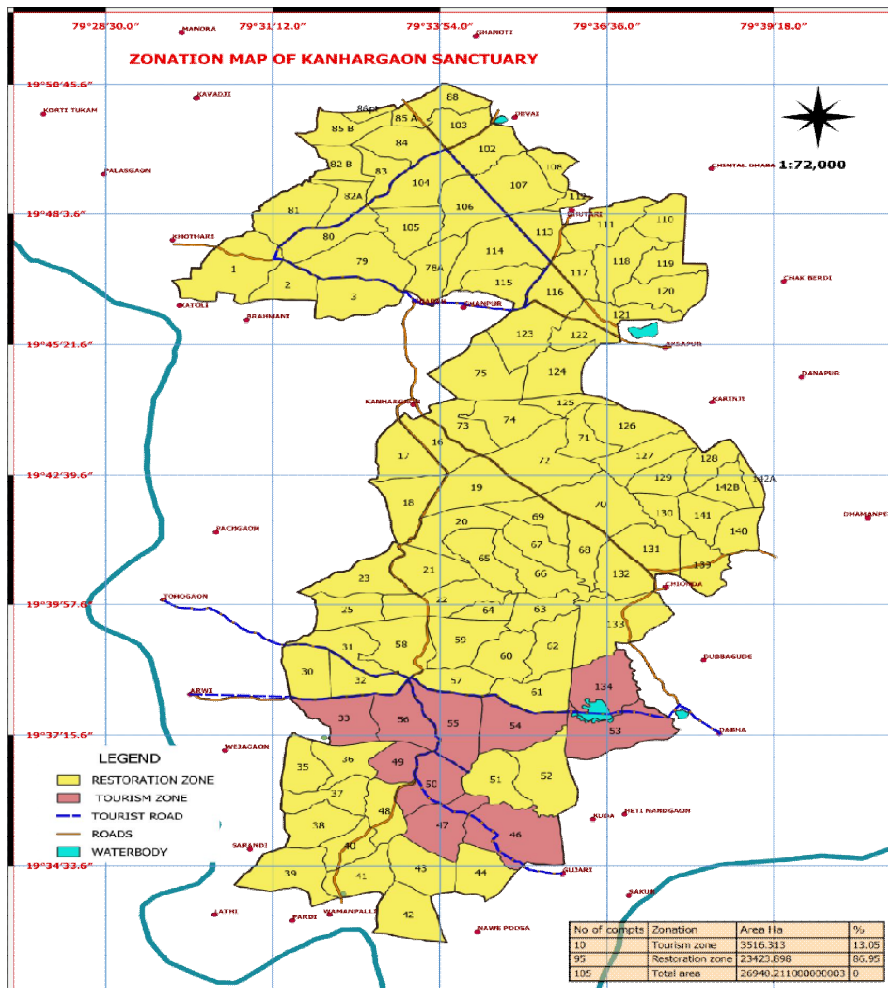 79°28'30.0" 79°31'12.0" 79°33'54.0" 79°36'36.0" 79°39'18.0"
MANORA
GHANOTI
ZONATION MAP OF KANHARGAON SANCTUARY
19°50'45.6"
KAVADJI
KORTI TUKAM
DEVAI
1:72,000
PALASGAON
88
85 A
103
85 B
84
102
82 B
83
104
107
82A
106
112
81
105
113
111
110
80
114
118
119
117
1
79
78A
2
3
115
116
120
121
19°48'3.6"
KHOTHARI
CHAK BERDI
KATOLI
BRAHMANI
19°45'21.6"
123
122
75
124
DANAPUR
KARINJI
KANHARGAON
125
73
74
126
16
71
17
72
127
128
142A
129
142B
19°42'39.6"
19
18
70
69
130
141
20
140
PACHGAON
67
68
131
65
21
66
132
139
23
22
25
64
63
133
19°39'57.6"
TOHOGAON
31
58
59
62
60
30
32
57
61
134
DUBBAGUDE
ARWI
33
56
55
54
53
DABHA
19°37'15.6"
WEJAGAON
35
36
49
51
52
37
50
48
38
47
46
40
KUDA
HETI NANDGAON
SARANDI
43
39
41
44
42
GUJARI
19°34'33.6"
SAKUR
LATHI
PARDI
WAMANPALLI
NAWE PODSA
LEGEND
RESTORATION ZONE
TOURISM ZONE
TOURIST ROAD
ROADS
WATERBODY
No of compts Zonation Area Ha %
10 Tourism zone 3516.313 13.05
95 Restoration zone 23423.898 86.95
105 Total area 26940.211000000003 0